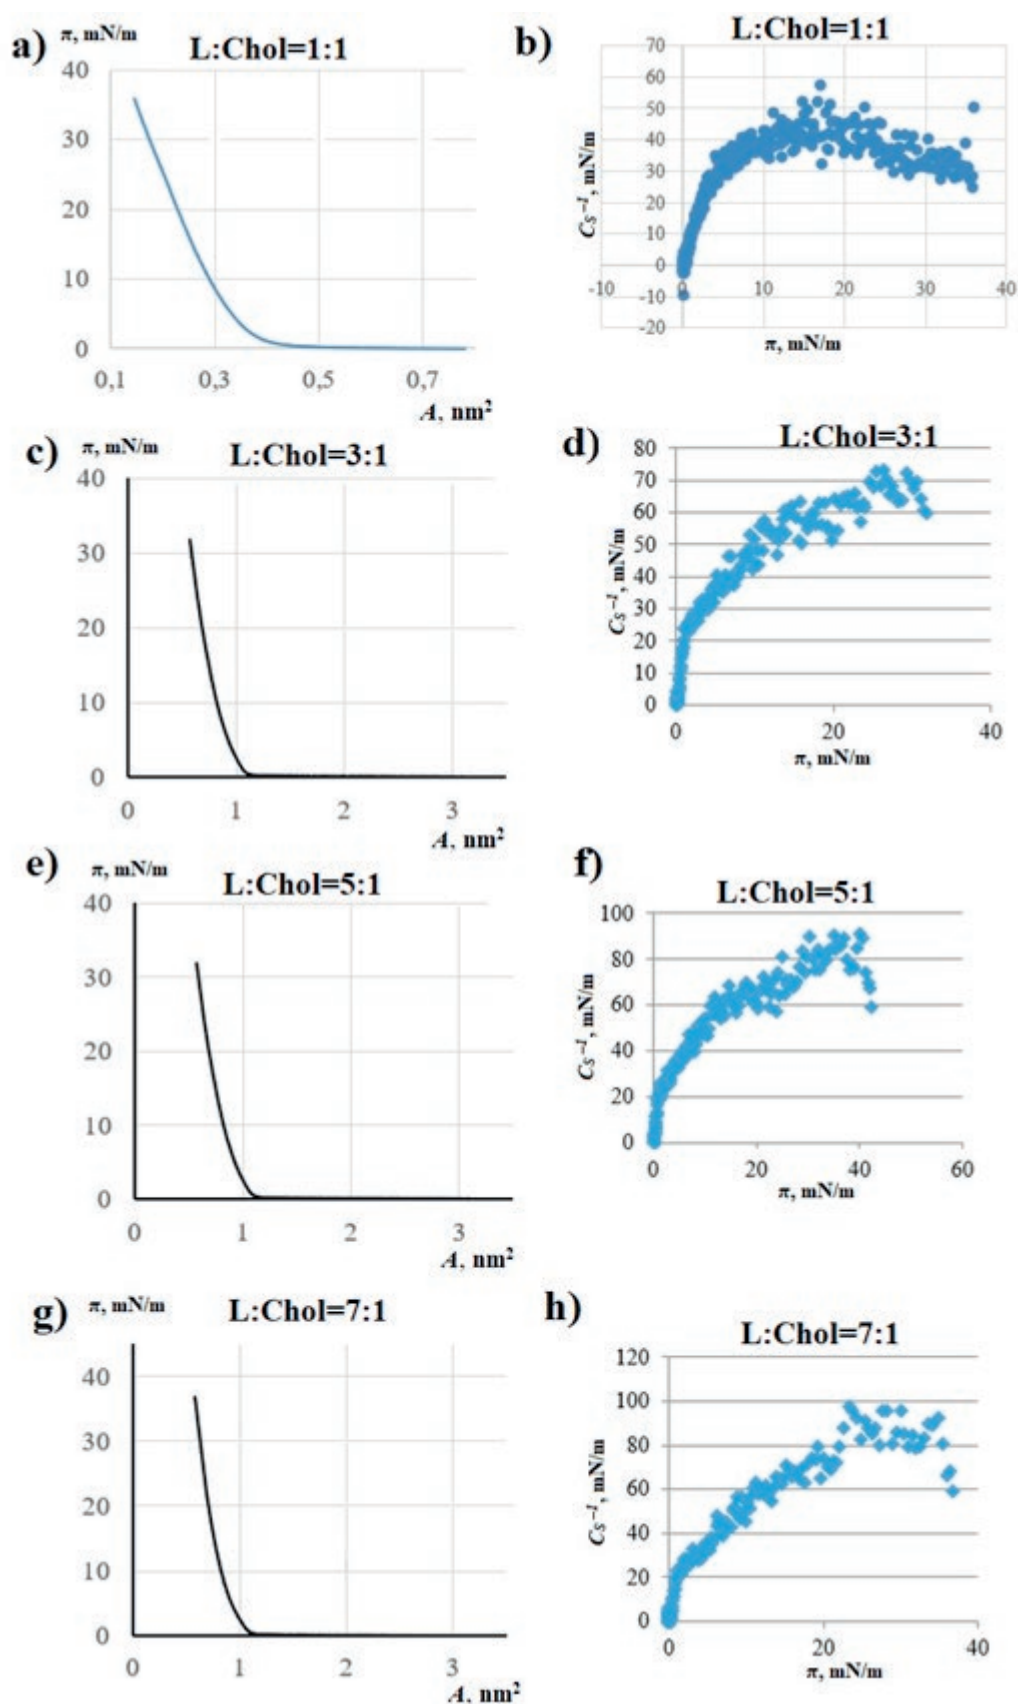 a)
π, mN/m
L:Chol=1:1
40
30
20
10
0
0,1
0,3
0,5
0,7
A, nm²
b)
L:Chol=1:1
Cs⁻¹, mN/m
70
60
50
40
30
20
10
0
-10
-20
-10
0
10
20
30
40
π, mN/m
c)
π, mN/m
L:Chol=3:1
40
30
20
10
0
0
1
2
3
A, nm²
d)
L:Chol=3:1
Cs⁻¹, mN/m
80
70
60
50
40
30
20
10
0
0
20
40
π, mN/m
e)
π, mN/m
L:Chol=5:1
40
30
20
10
0
0
1
2
3
A, nm²
f)
L:Chol=5:1
Cs⁻¹, mN/m
100
80
60
40
20
0
0
20
40
60
π, mN/m
g)
π, mN/m
L:Chol=7:1
40
30
20
10
0
0
1
2
3
A, nm²
h)
L:Chol=7:1
Cs⁻¹, mN/m
120
100
80
60
40
20
0
0
20
40
π, mN/m